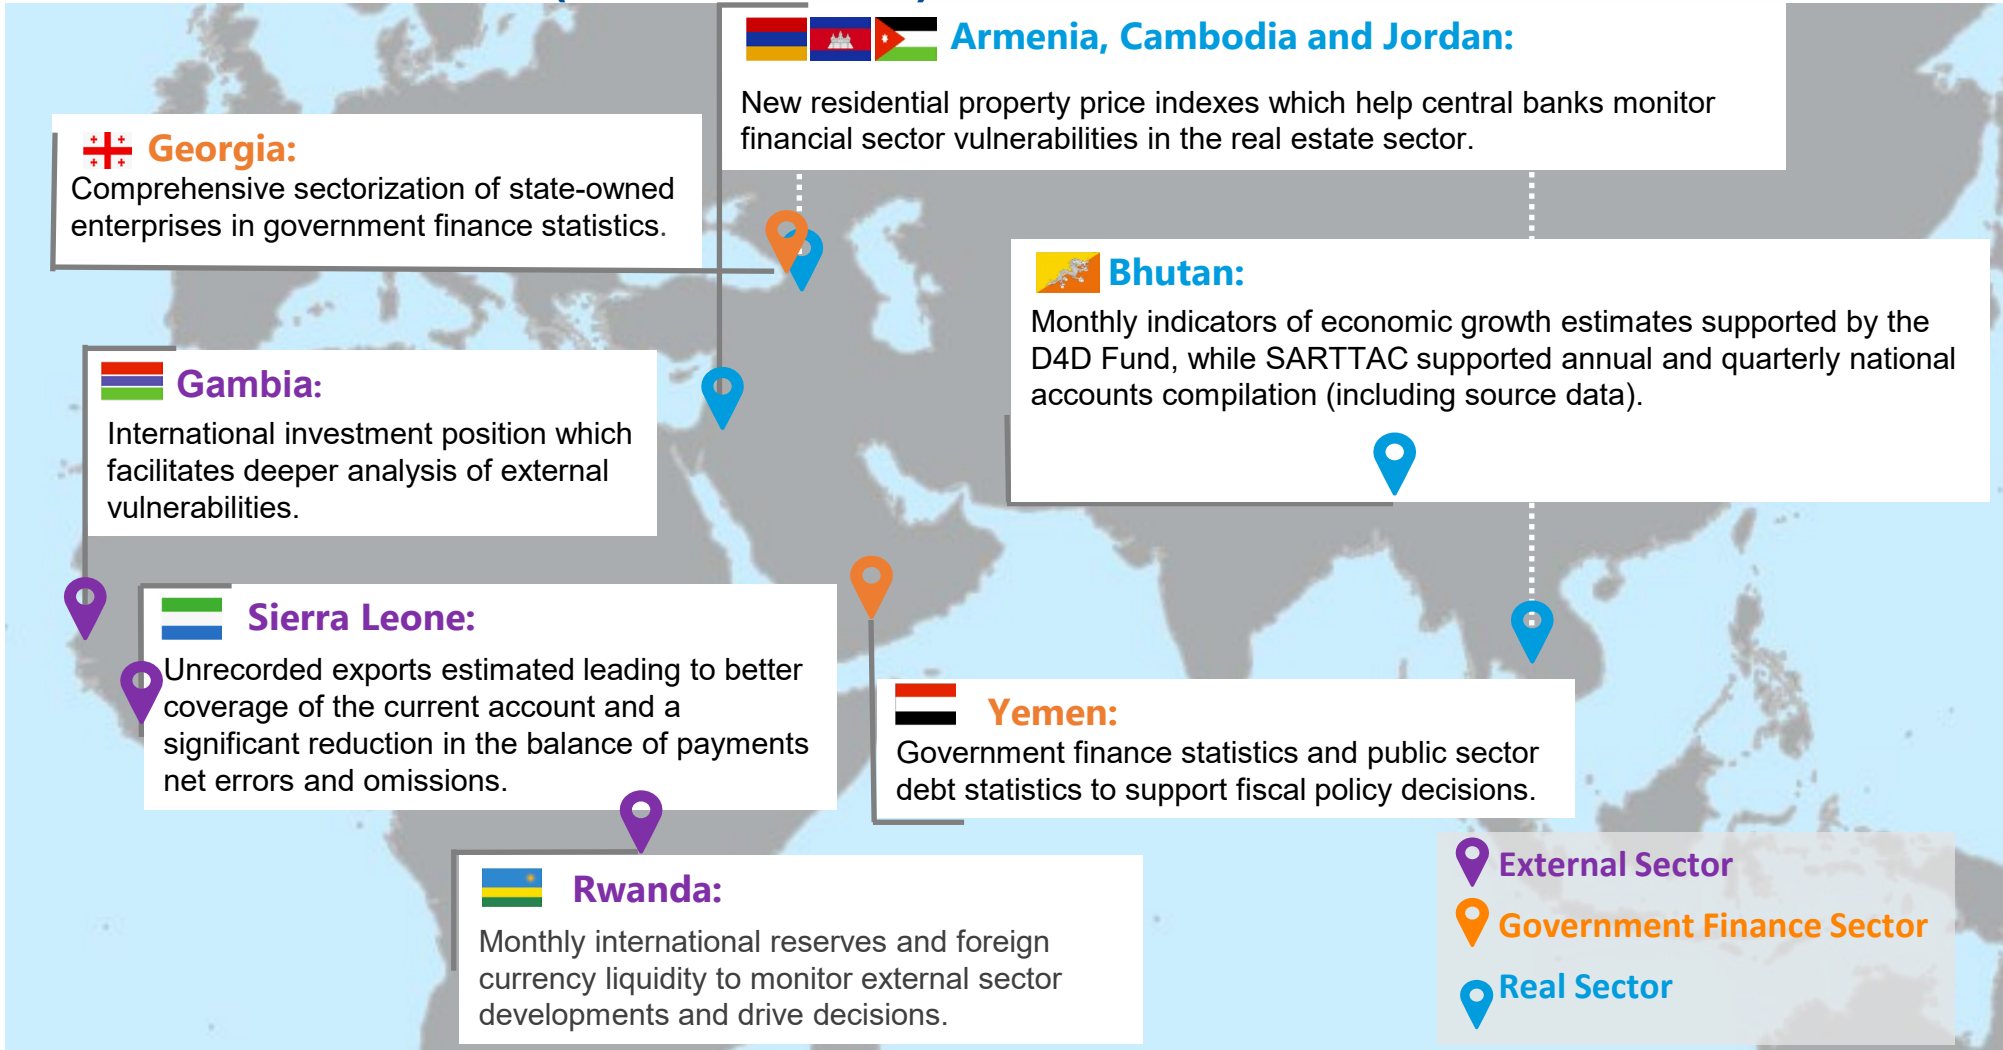 Armenia, Cambodia and Jordan:
New residential property price indexes which help central banks monitor
financial sector vulnerabilities in the real estate sector.
Georgia:
Comprehensive sectorization of state-owned
enterprises in government finance statistics.
Bhutan:
Monthly indicators of economic growth estimates supported by the
D4D Fund, while SARTTAC supported annual and quarterly national
accounts compilation (including source data).
Gambia:
International investment position which
facilitates deeper analysis of external
vulnerabilities.
Sierra Leone:
Unrecorded exports estimated leading to better
coverage of the current account and a
significant reduction in the balance of payments
net errors and omissions.
Yemen:
Government finance statistics and public sector
debt statistics to support fiscal policy decisions.
Rwanda:
Monthly international reserves and foreign
currency liquidity to monitor external sector
developments and drive decisions.
External Sector
Government Finance Sector
Real Sector